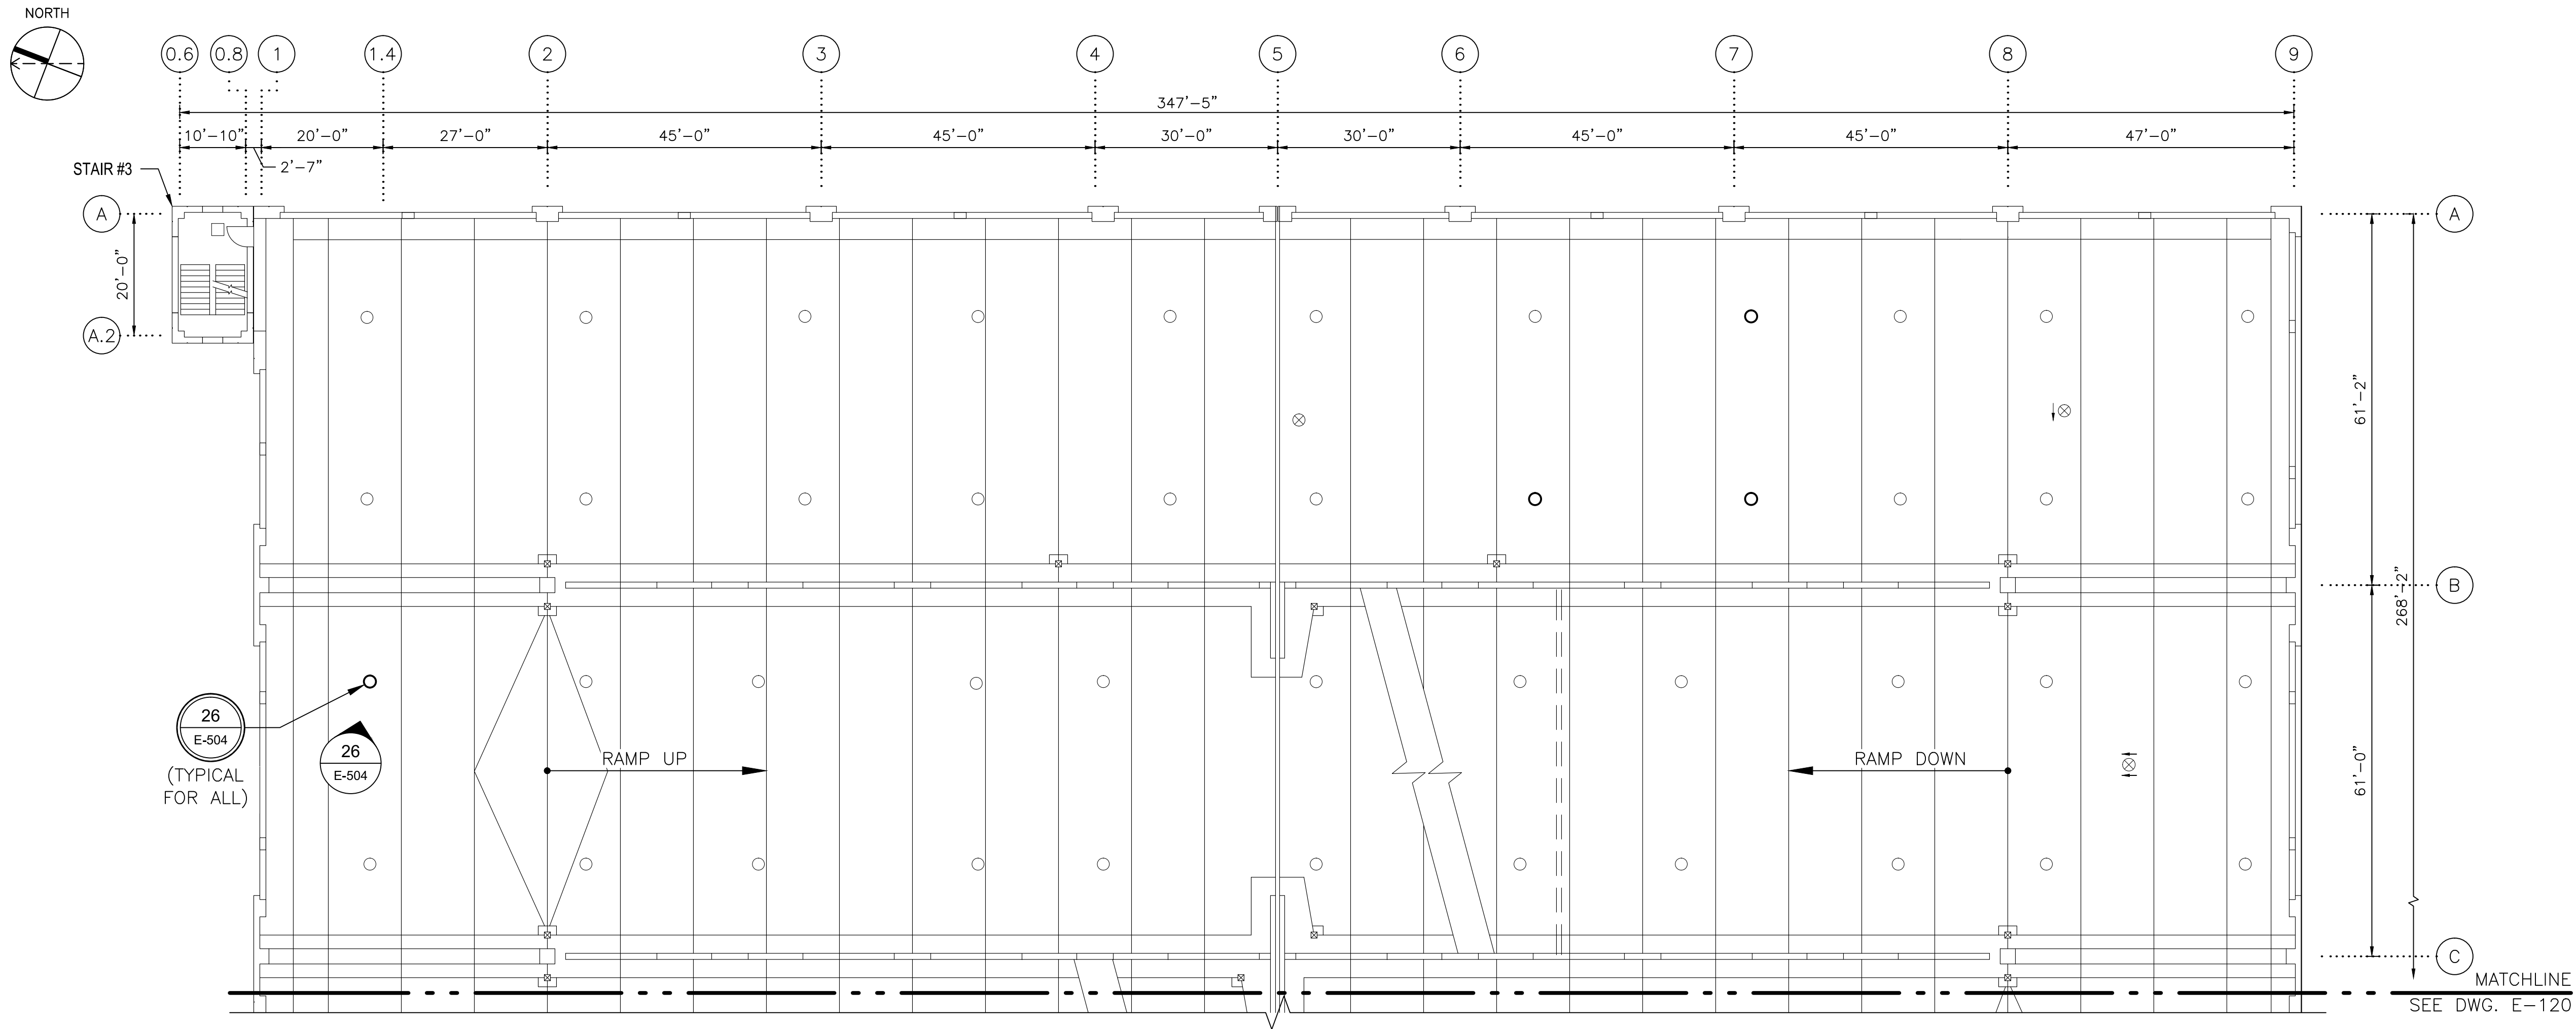 NORTH
0.6 0.8 1 1.4 2 3 4 5 6 7 8 9
347'-5"
10'-10" 20'-0" 27'-0" 45'-0" 45'-0" 30'-0" 30'-0" 45'-0" 45'-0" 47'-0"
2'-7"
STAIR #3
A A
20'-0"
A.2
61'-2"
B
268'-2"
26
E-504
(TYPICAL
FOR ALL)
26
E-504
RAMP UP
RAMP DOWN
61'-0"
C
MATCHLINE
SEE DWG. E-120